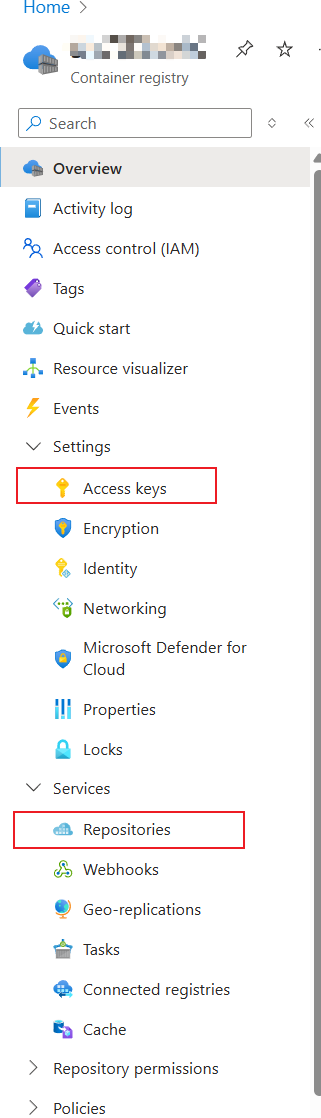 Home
Container registry
Search
Overview
Activity log
Access control (IAM)
Tags
Quick start
Resource visualizer
Events
Settings
Access keys
Encryption
Identity
Networking
Microsoft Defender for
Cloud
Properties
Locks
Services
Repositories
Webhooks
Geo-replications
Tasks
Connected registries
Cache
Repository permissions
Policies